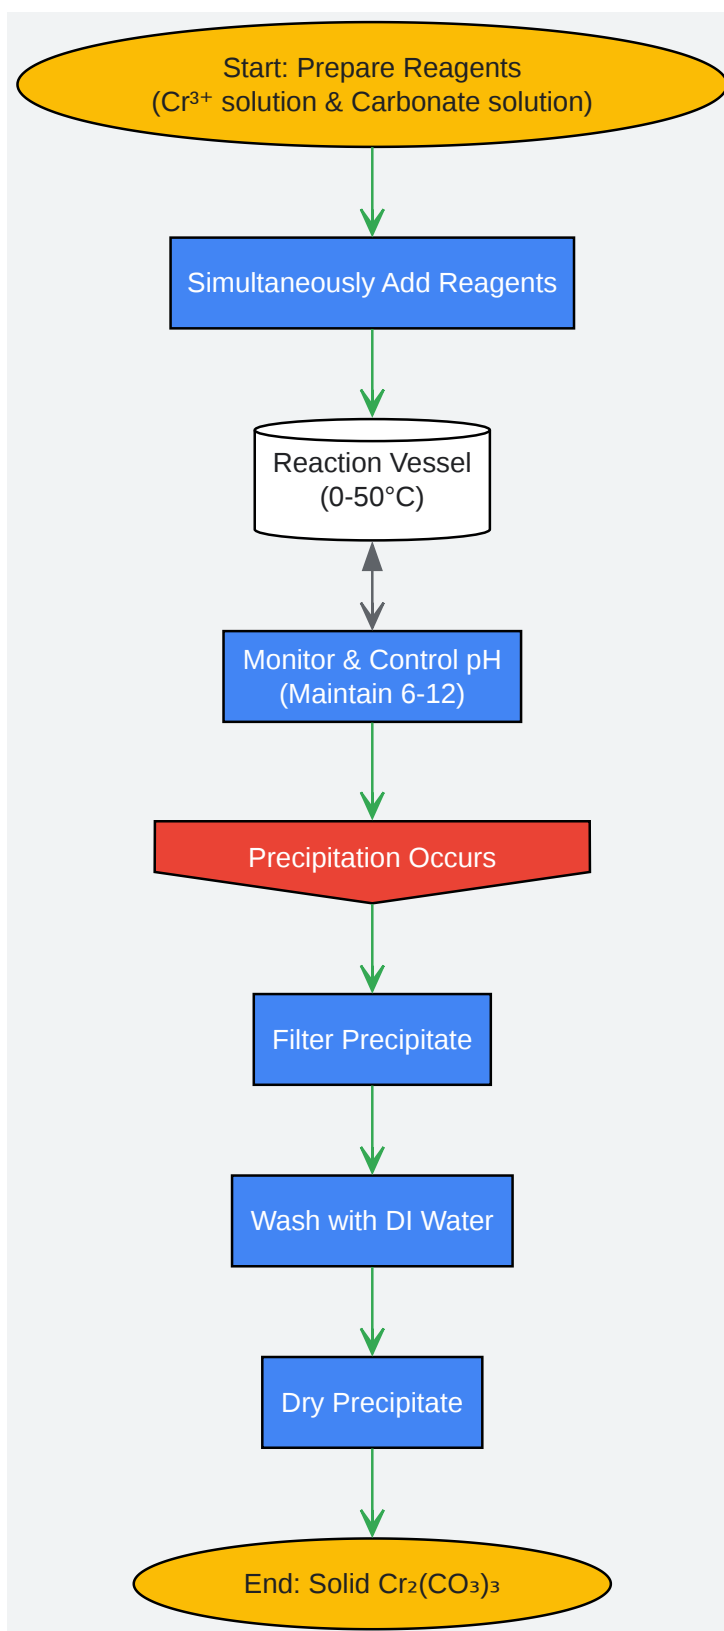 Start: Prepare Reagents
(Cr³⁺ solution & Carbonate solution)
Simultaneously Add Reagents
Reaction Vessel
(0-50°C)
Monitor & Control pH
(Maintain 6-12)
Precipitation Occurs
Filter Precipitate
Wash with DI Water
Dry Precipitate
End: Solid Cr₂(CO₃)₃